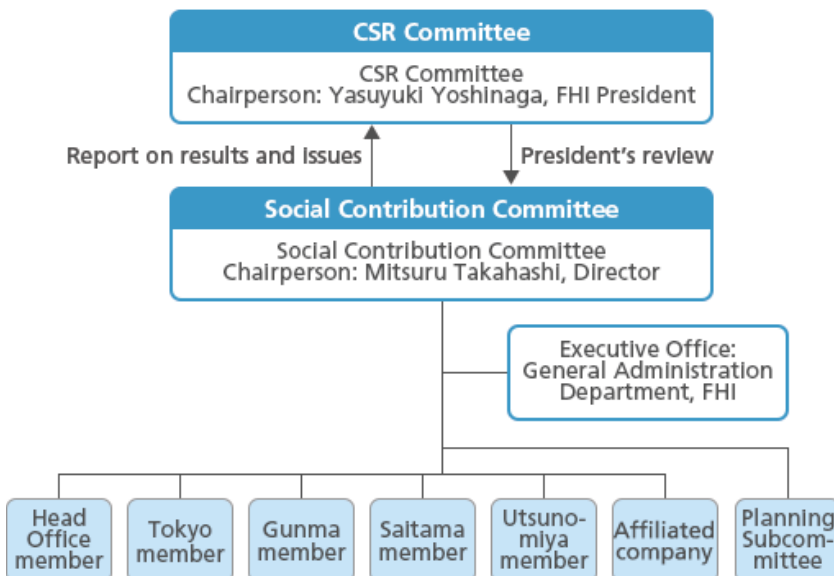 CSR Committee
CSR Committee
Chairperson: Yasuyuki Yoshinaga, FHI President
Report on results and issues
President's review
Social Contribution Committee
Social Contribution Committee
Chairperson: Mitsuru Takahashi, Director
Executive Office:
General Administration
Department, FHI
Head
Office
member
Tokyo
member
Gunma
member
Saitama
member
Utsuno-
miya
member
Affiliated
company
Planning
Subcom-
mittee